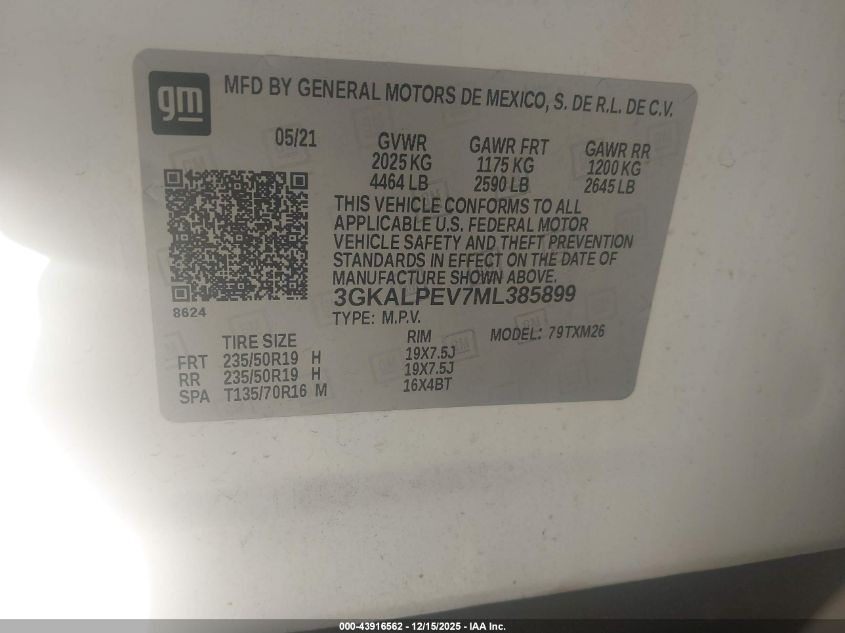 gm
MFD BY GENERAL MOTORS DE MEXICO, S. DE R.L. DE C.V.
05/21 GVWR GAWR FRT GAWR RR
2025 KG 1175 KG 1200 KG
4464 LB 2590 LB 2645 LB
THIS VEHICLE CONFORMS TO ALL
APPLICABLE U.S. FEDERAL MOTOR
VEHICLE SAFETY AND THEFT PREVENTION
STANDARDS IN EFFECT ON THE DATE OF
MANUFACTURE SHOWN ABOVE.
3GKALPEV7ML385899
8624
TYPE: M.P.V.
TIRE SIZE RIM MODEL: 79TXM26
FRT 235/50R19 H 19X7.5J
RR 235/50R19 H 19X7.5J
SPA T135/70R16 M 16X4BT
000-43916562 - 12/15/2025 - IAA Inc.